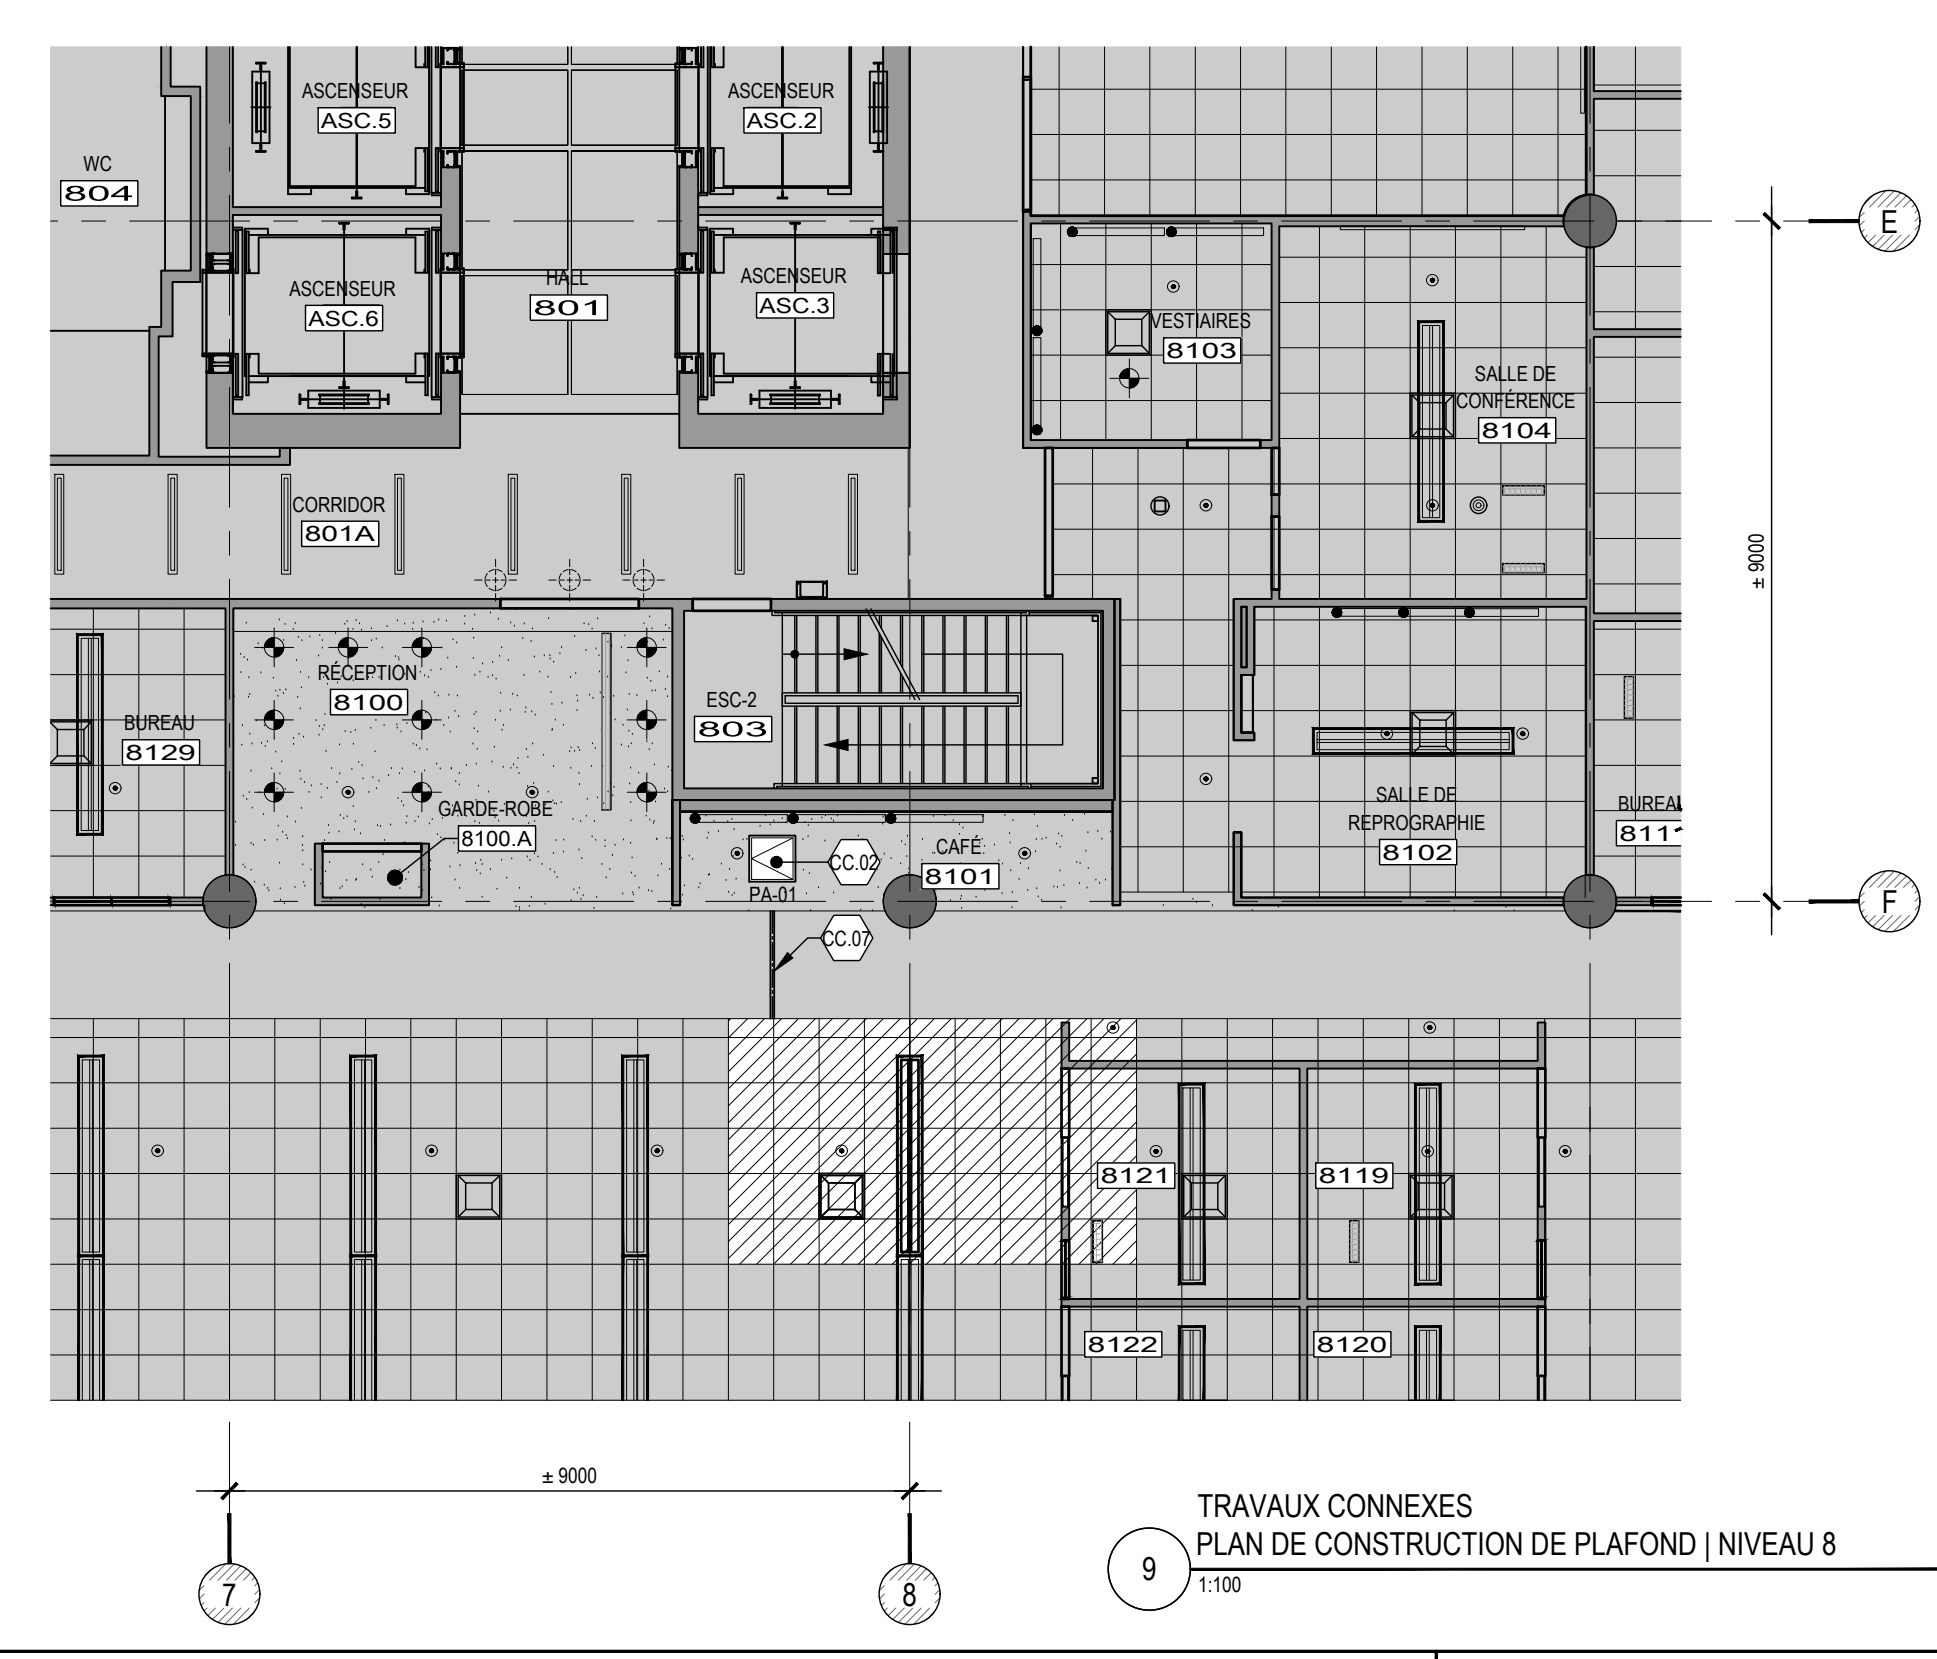 ASCENSEUR
ASC.5
ASCENSEUR
ASC.2
WC
804
E
HALL
801
ASCENSEUR
ASC.6
ASCENSEUR
ASC.3
VESTIAIRES
8103
SALLE DE
CONFÉRENCE
8104
CORRIDOR
801A
± 9000
RÉCEPTION
8100
ESC-2
803
BUREAU
8129
GARDE-ROBE
8100.A
CC.02
CAFÉ
8101
PA-01
SALLE DE
REPROGRAPHIE
8102
BUREAU
8111
F
CC.07
8121
8119
8122
8120
± 9000
7
8
9
TRAVAUX CONNEXES
PLAN DE CONSTRUCTION DE PLAFOND | NIVEAU 8
1:100